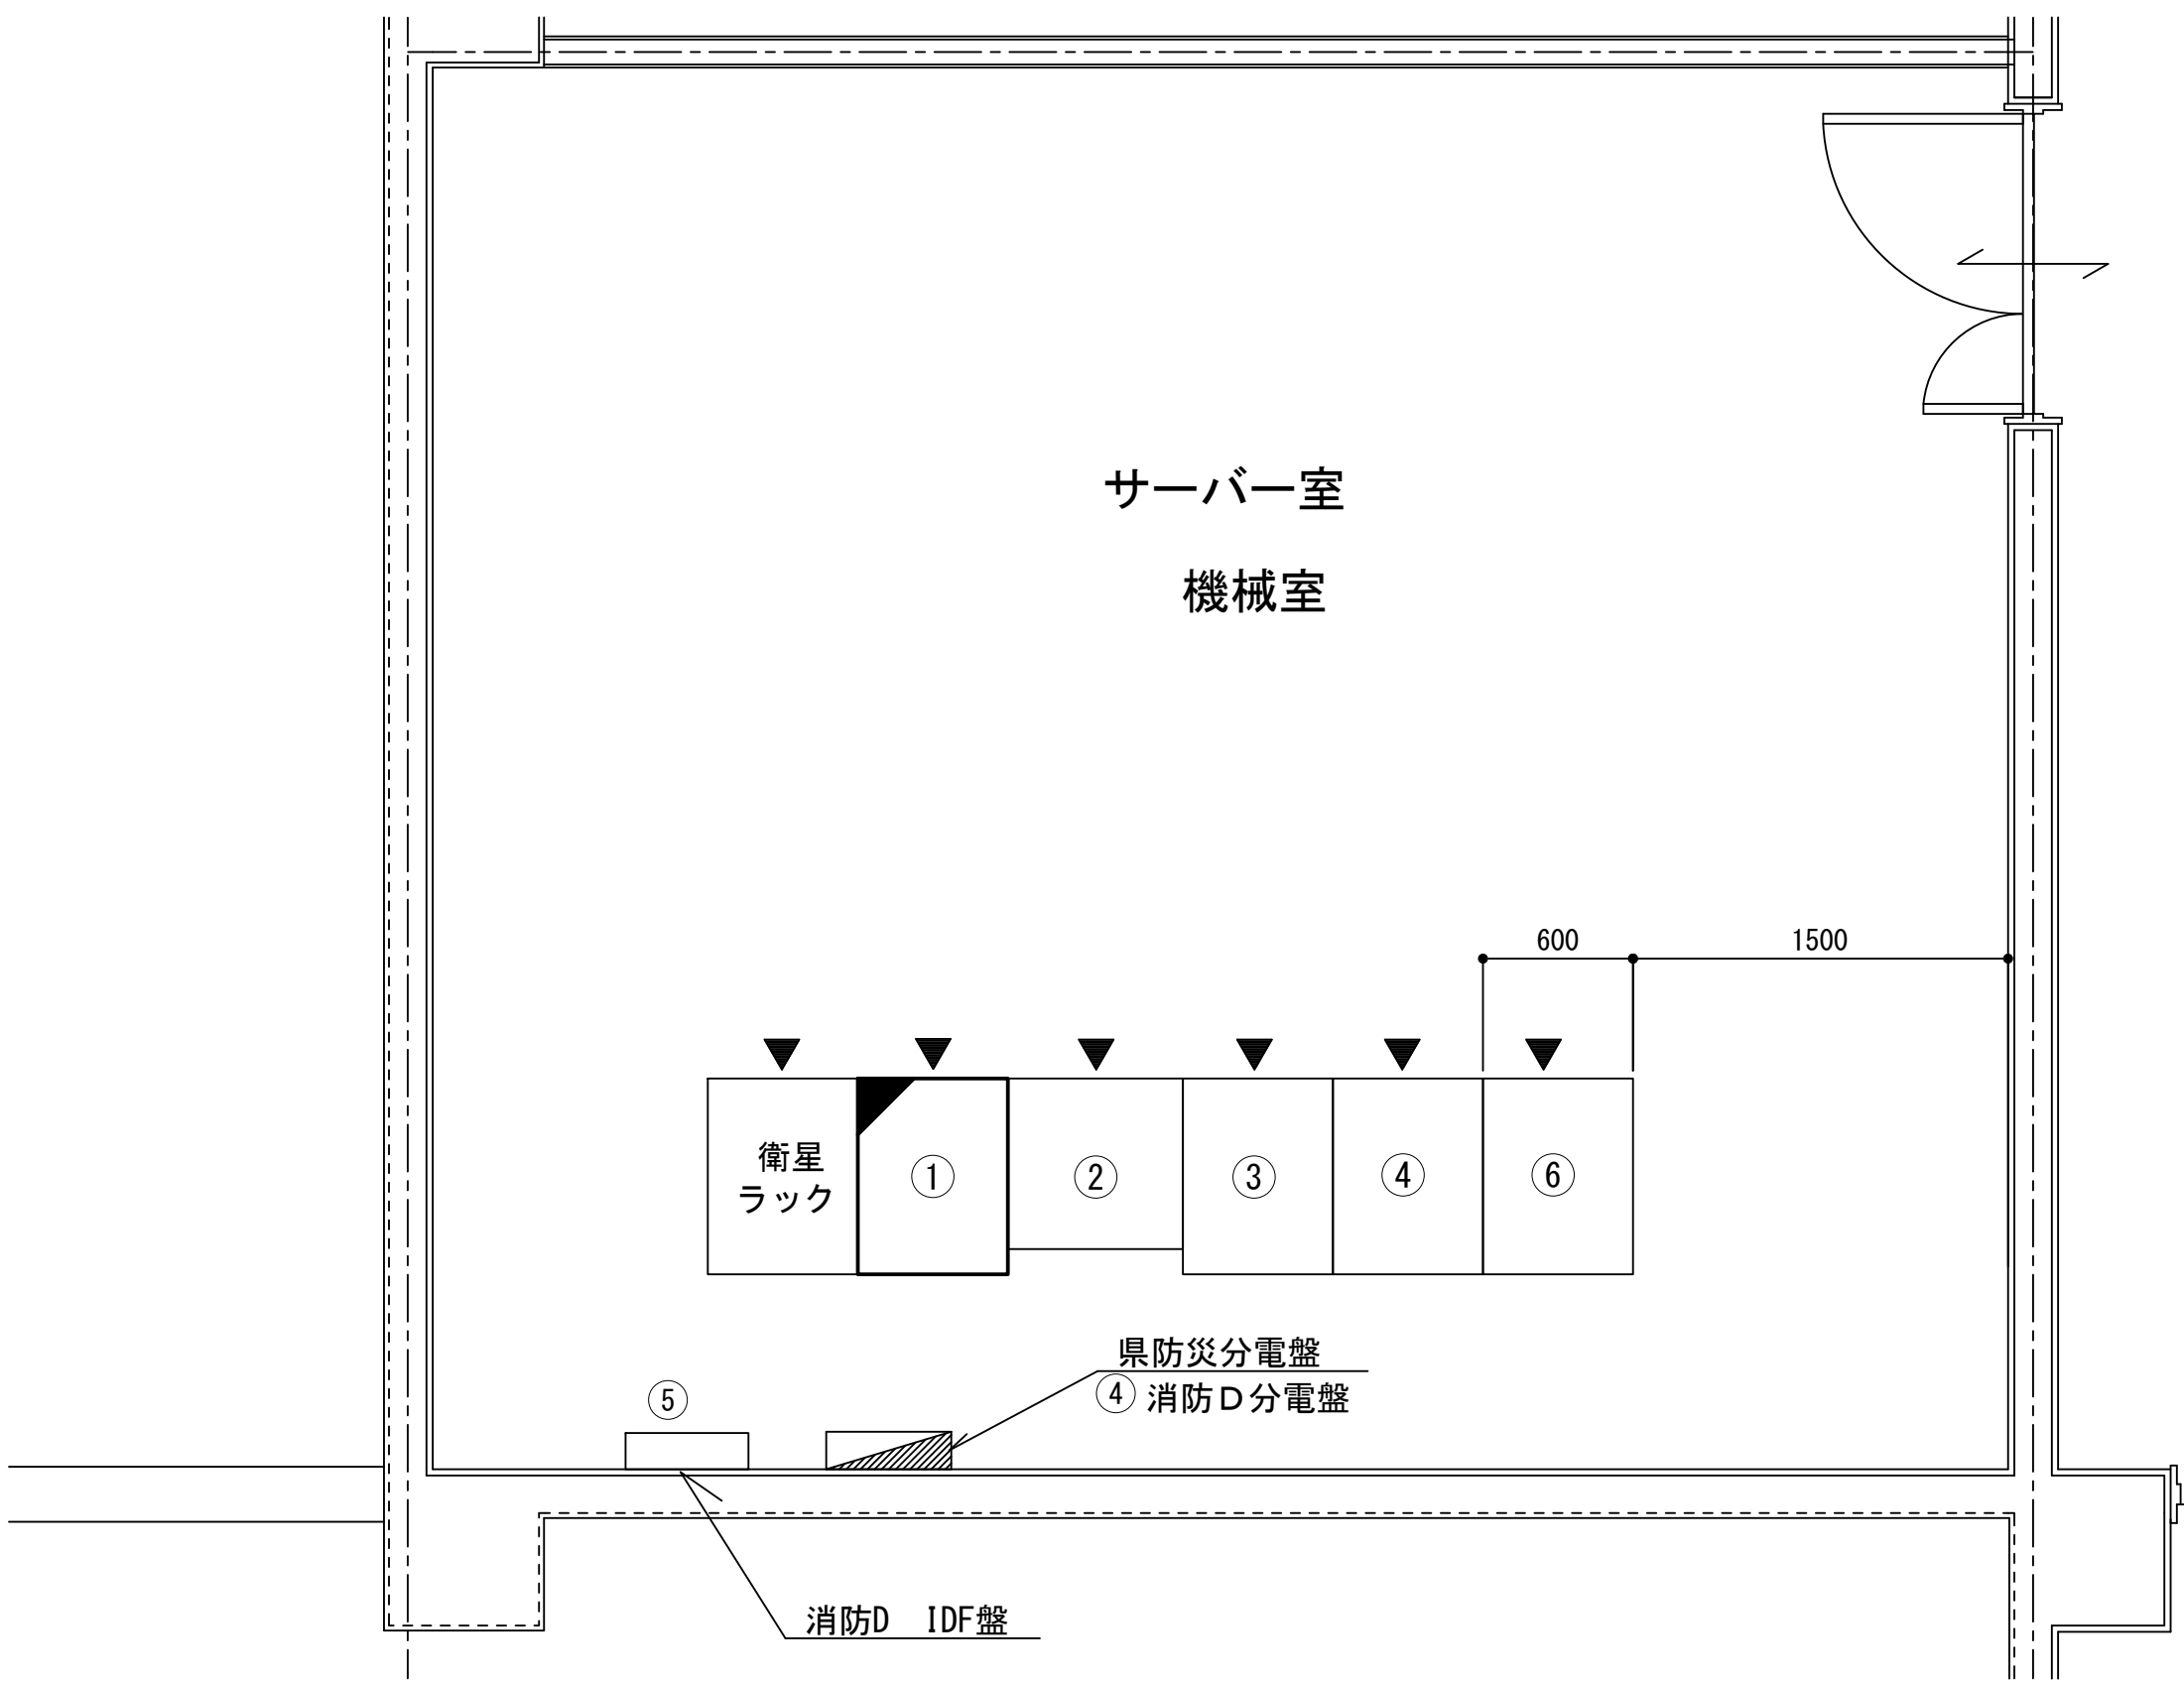 サーバー室
機械室
600
1500
衛星
ラック
①
②
③
④
⑥
県防災分電盤
④ 消防D分電盤
⑤
消防D　IDF盤